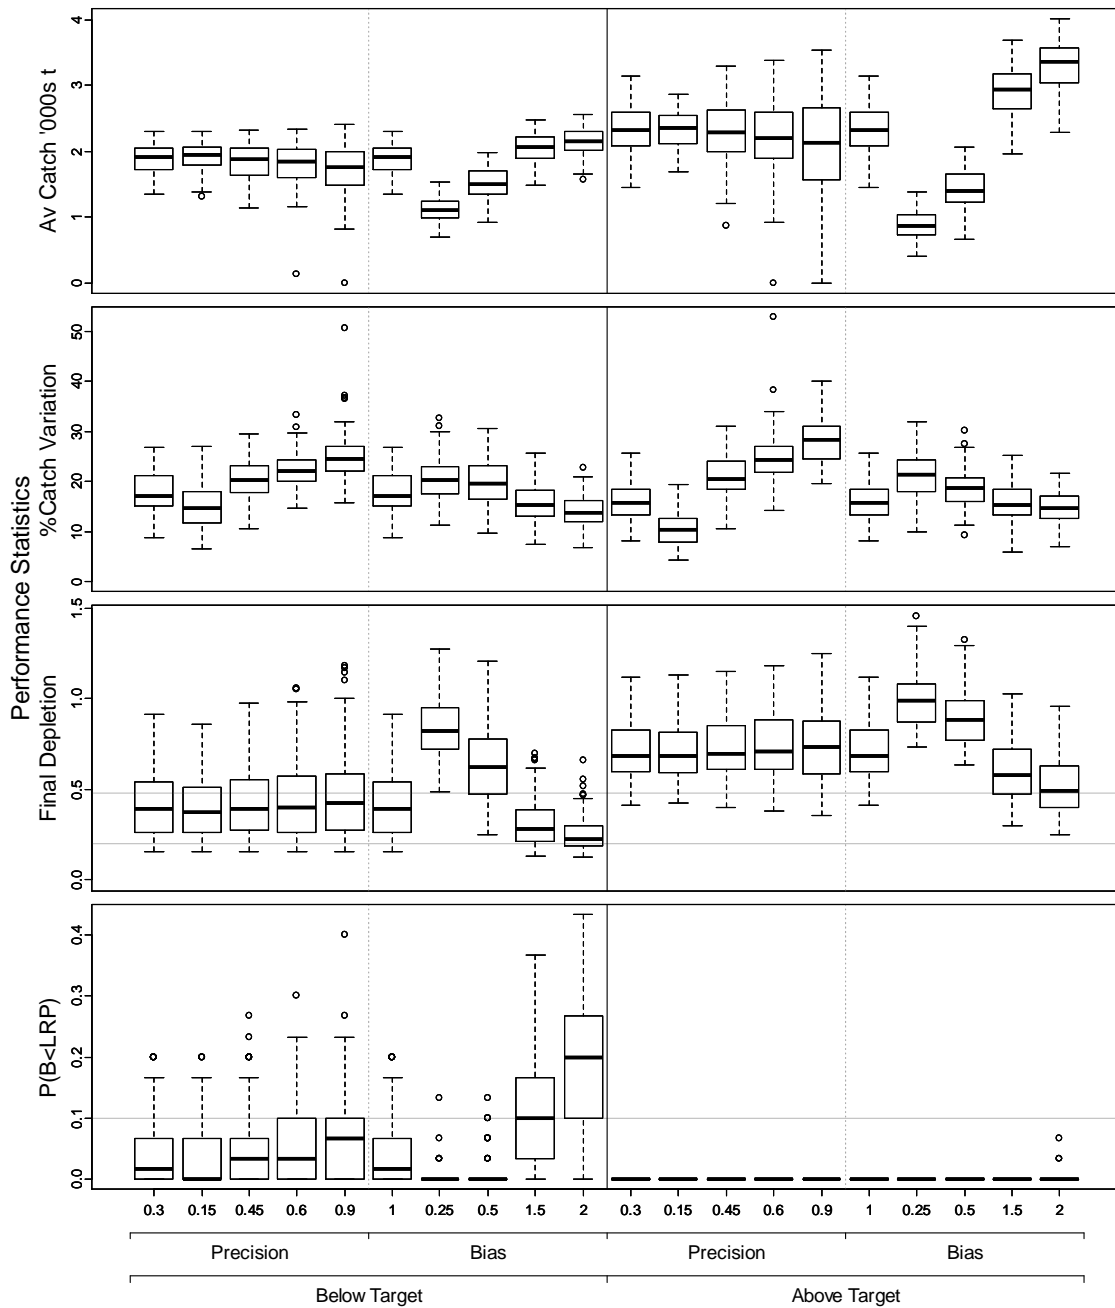 Performance Statistics
Av Catch '000s t
4
3
2
1
0
%Catch Variation
50
40
30
20
10
0
Final Depletion
1.5
1.0
0.5
0.0
P(B<LRP)
0.4
0.3
0.2
0.1
0.0
0.3 0.15 0.45 0.6 0.9 1 0.25 0.5 1.5 2 0.3 0.15 0.45 0.6 0.9 1 0.25 0.5 1.5 2
Precision Bias Precision Bias
Below Target Above Target